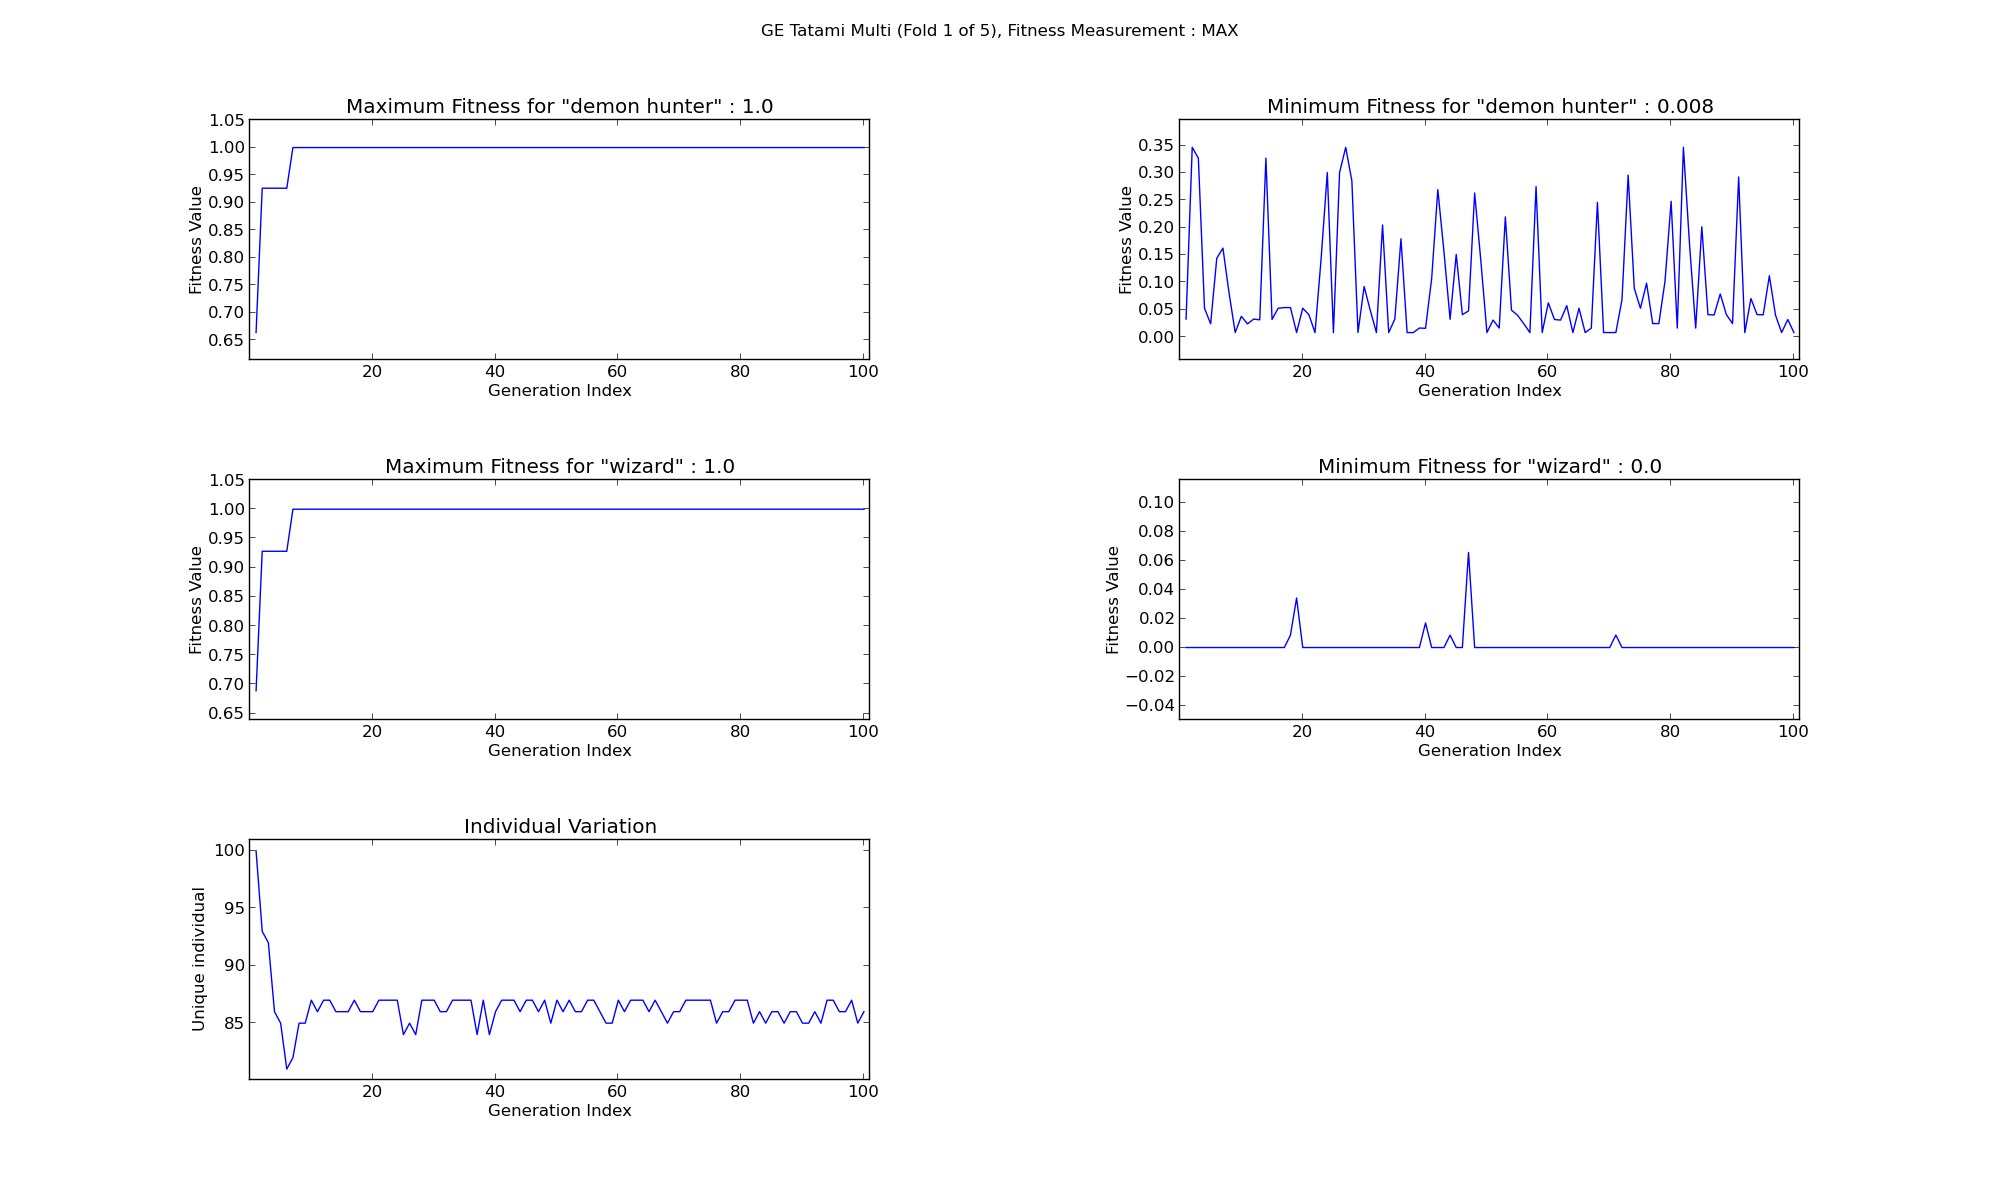 GE Tatami Multi (Fold 1 of 5), Fitness Measurement : MAX
Maximum Fitness for "demon hunter" : 1.0
1.05
1.00
0.95
0.90
0.85
0.80
0.75
0.70
0.65
Fitness Value
20 40 60 80 100
Generation Index
Minimum Fitness for "demon hunter" : 0.008
0.35
0.30
0.25
0.20
0.15
0.10
0.05
0.00
Fitness Value
20 40 60 80 100
Generation Index
Maximum Fitness for "wizard" : 1.0
1.05
1.00
0.95
0.90
0.85
0.80
0.75
0.70
0.65
Fitness Value
20 40 60 80 100
Generation Index
Minimum Fitness for "wizard" : 0.0
0.10
0.08
0.06
0.04
0.02
0.00
−0.02
−0.04
Fitness Value
20 40 60 80 100
Generation Index
Individual Variation
100
95
90
85
Unique individual
20 40 60 80 100
Generation Index